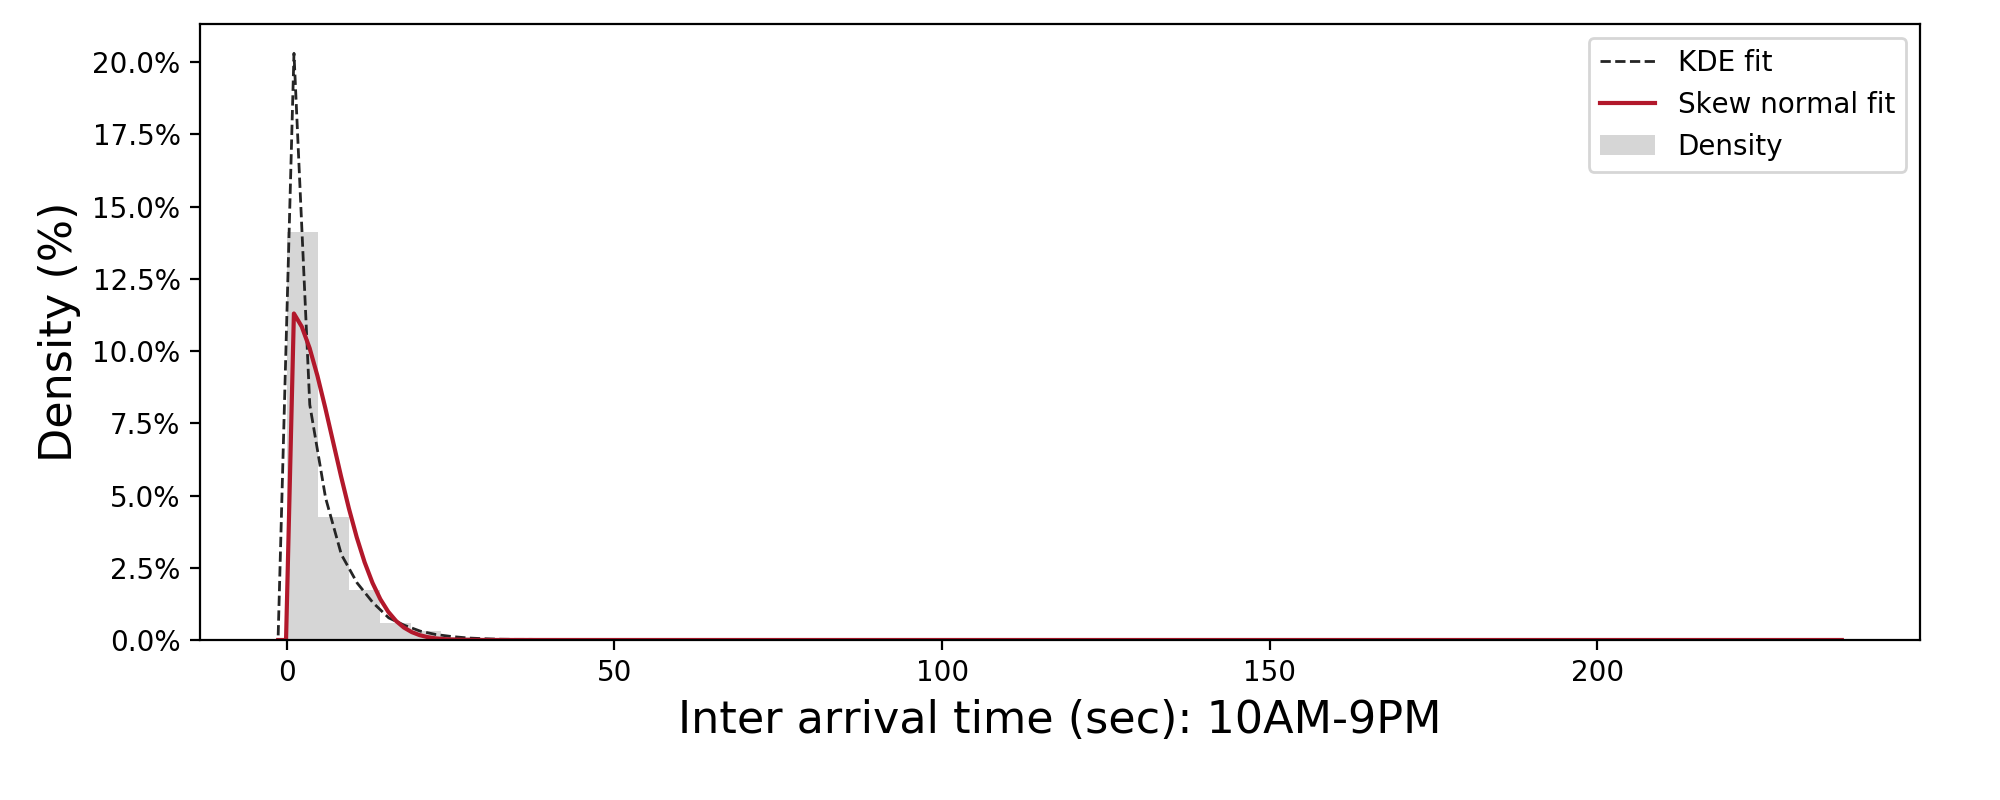 KDE fit
Skew normal fit
Density
20.0%
17.5%
15.0%
12.5%
10.0%
7.5%
5.0%
2.5%
0.0%
Density (%)
0 50 100 150 200
Inter arrival time (sec): 10AM-9PM